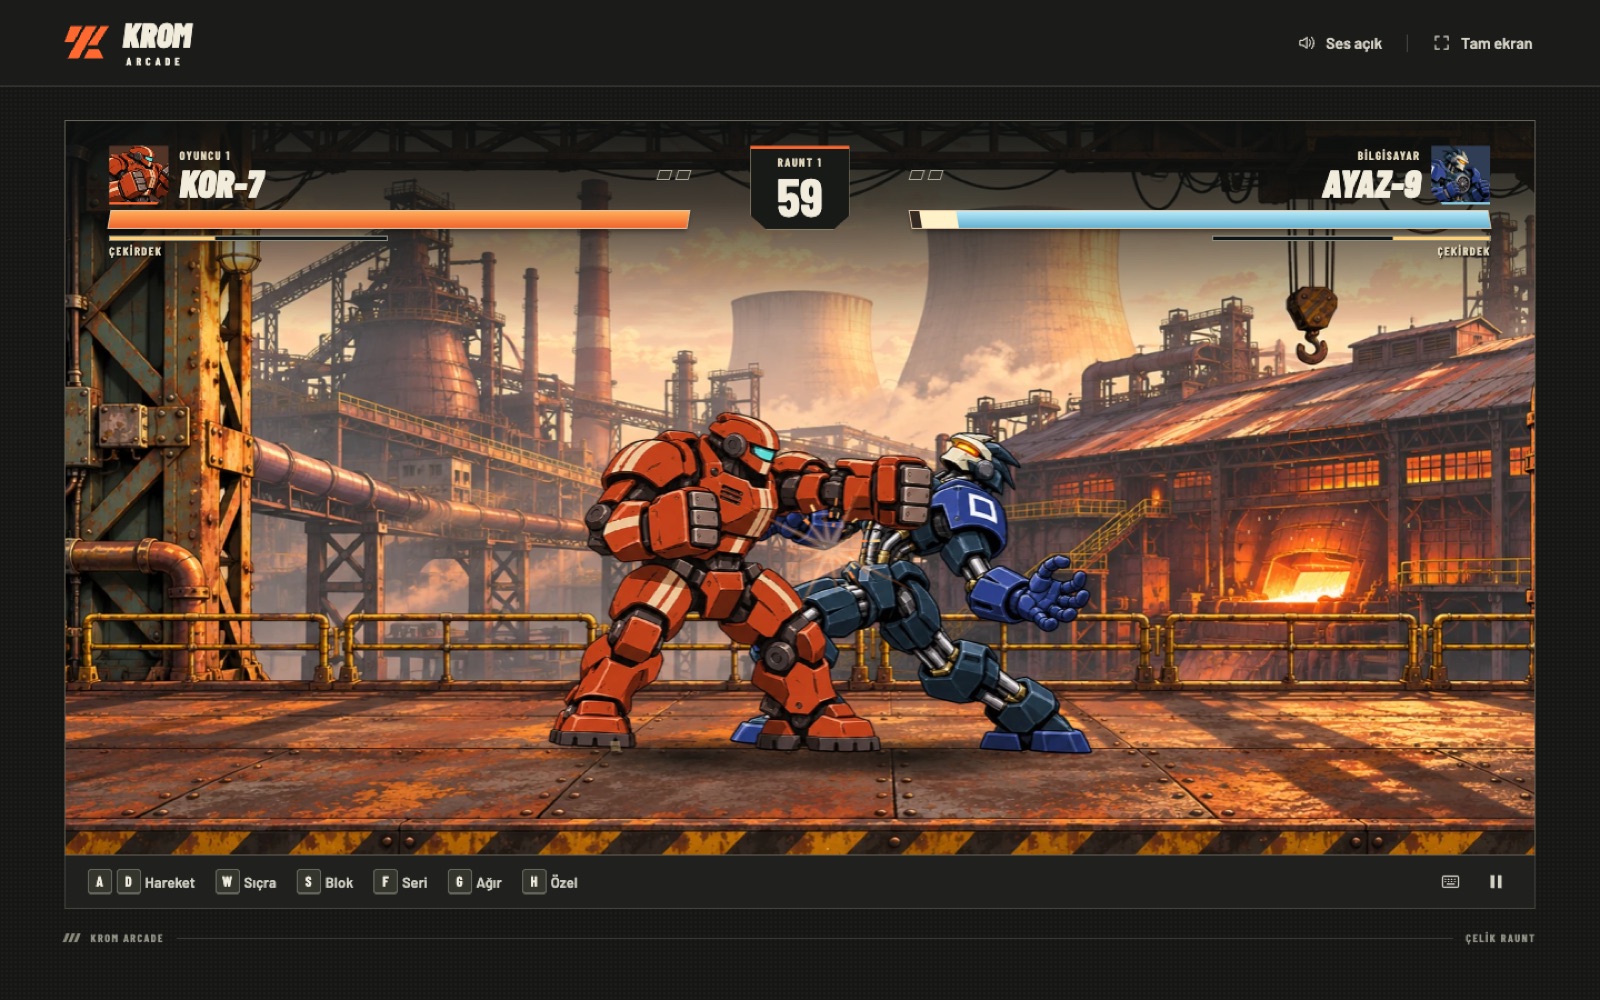 KROM
ARCADE
Ses açık
Tam ekran
OYUNCU 1
KOR-7
ÇEKİRDEK
RAUNT 1
59
BİLGİSAYAR
AYAZ-9
ÇEKİRDEK
A D Hareket W Sıçra S Blok F Seri G Ağır H Özel
KROM ARCADE
ÇELİK RAUNT